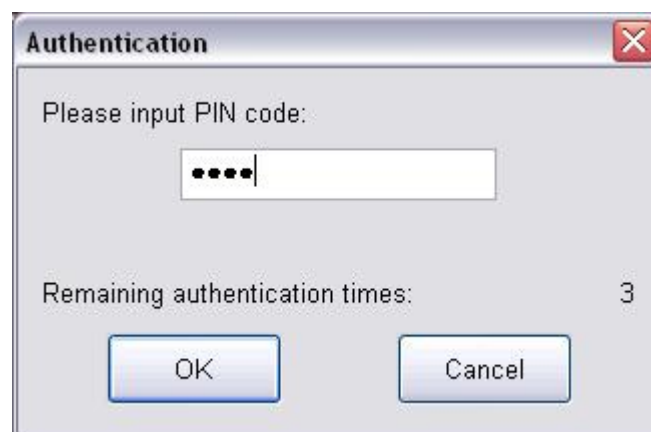 Authentication
Please input PIN code:
••••
Remaining authentication times: 3
OK Cancel